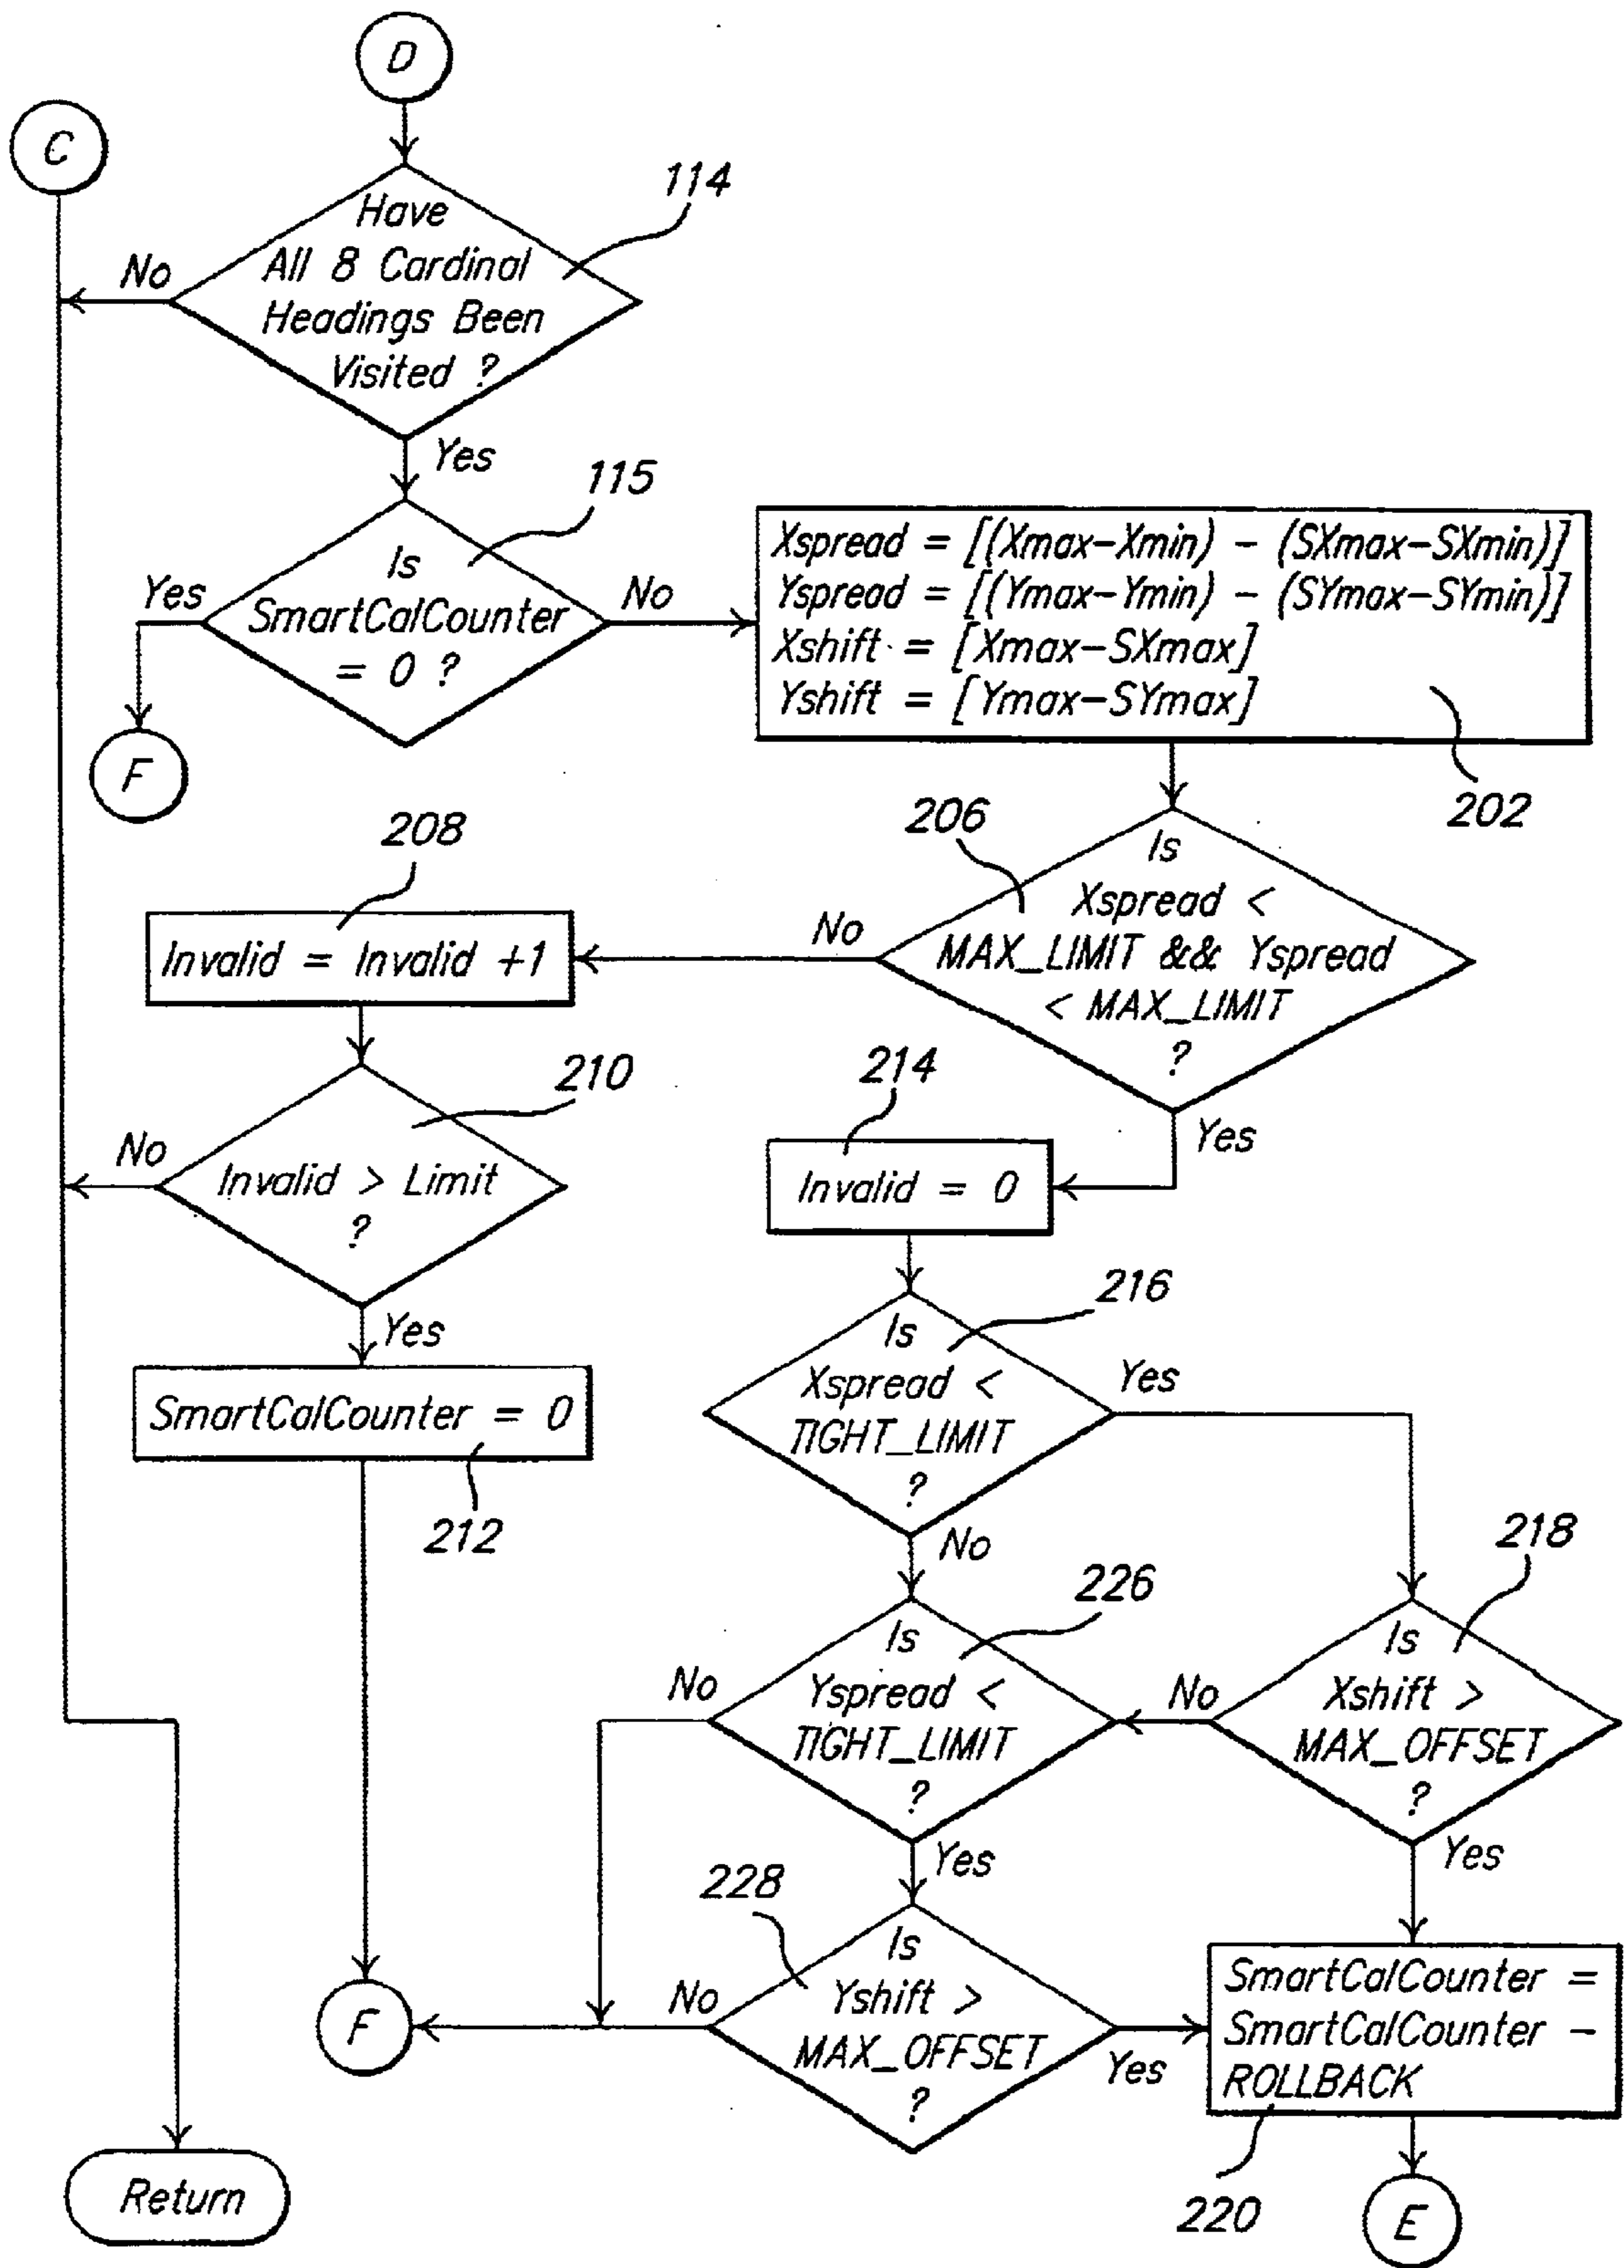 D
C
114
Have
All 8 Cardinal
Headings Been
Visited ?
No
Yes
115
Is
SmartCalCounter
= 0 ?
Yes
No
F
Xspread = [(Xmax-Xmin) - (SXmax-SXmin)]
Yspread = [(Ymax-Ymin) - (SYmax-SYmin)]
Xshift = [Xmax-SXmax]
Yshift = [Ymax-SYmax]
202
206
Is
Xspread <
MAX_LIMIT && Yspread
< MAX_LIMIT
?
No
Yes
208
Invalid = Invalid +1
210
Invalid > Limit
?
No
Yes
SmartCalCounter = 0
212
214
Invalid = 0
216
Is
Xspread <
TIGHT_LIMIT
?
Yes
No
218
Is
Xshift >
MAX_OFFSET
?
No
Yes
226
Is
Yspread <
TIGHT_LIMIT
?
No
Yes
228
Is
Yshift >
MAX_OFFSET
?
No
Yes
F
SmartCalCounter =
SmartCalCounter -
ROLLBACK
220
E
Return